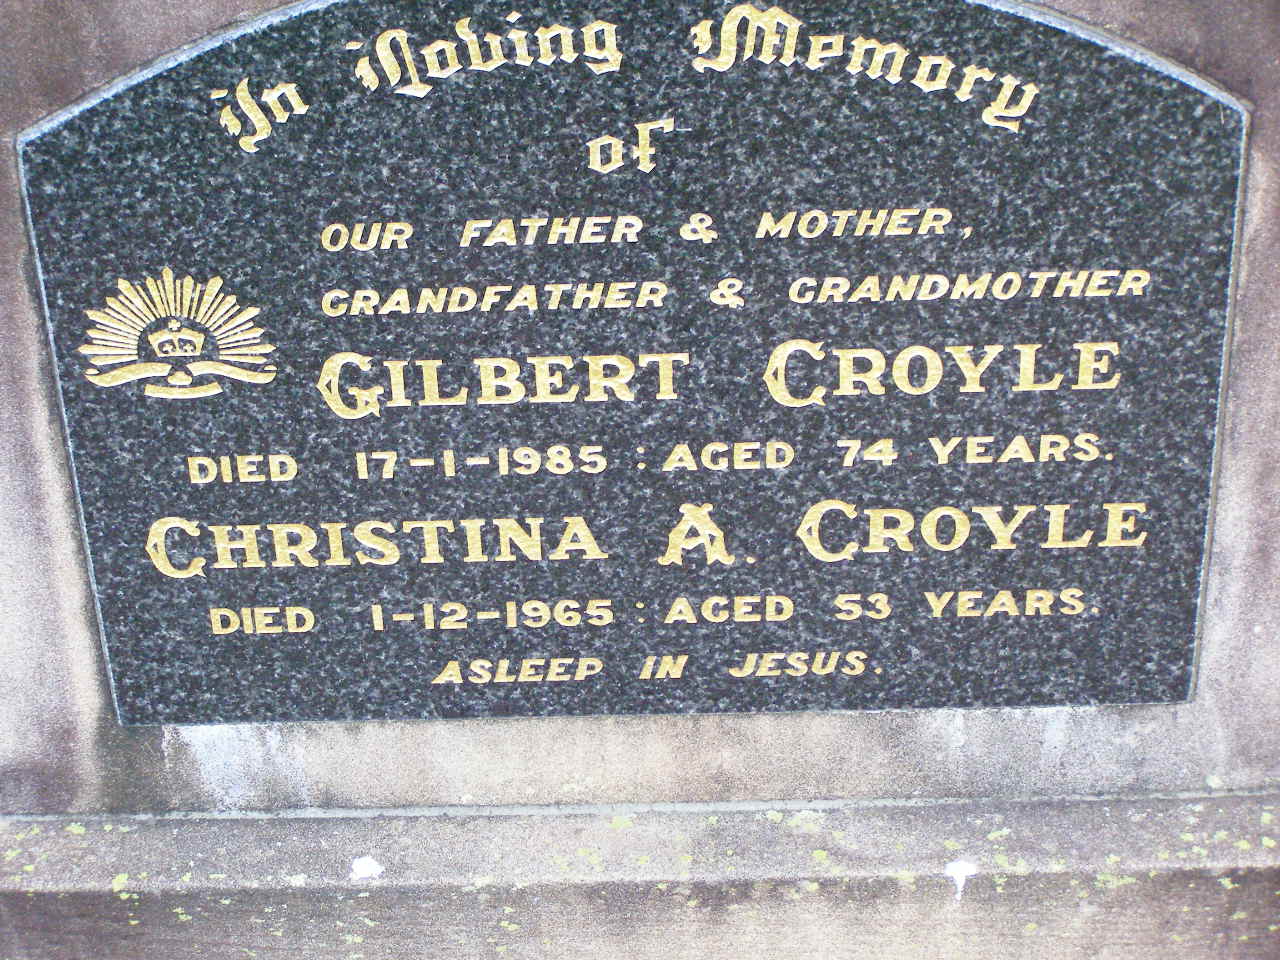 In Loving Memory
of
OUR FATHER & MOTHER,
GRANDFATHER & GRANDMOTHER
GILBERT CROYLE
DIED 17-1-1985 : AGED 74 YEARS.
CHRISTINA A. CROYLE
DIED 1-12-1965 : AGED 53 YEARS.
ASLEEP IN JESUS.